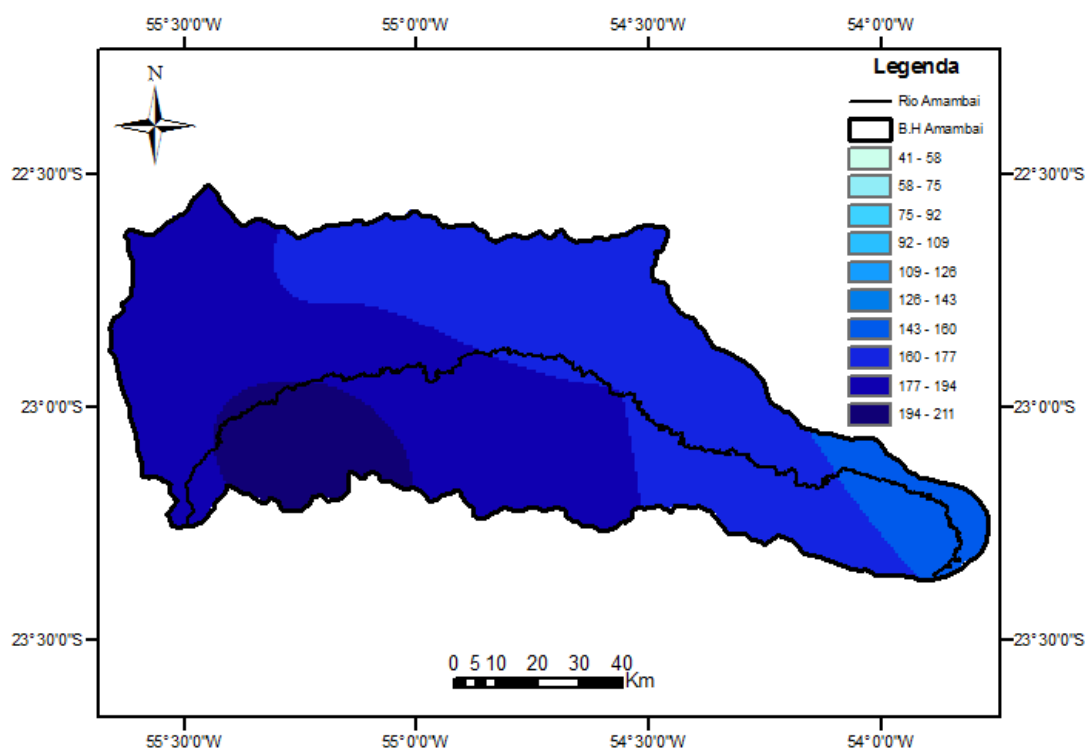 55°30'0"W 55°0'0"W 54°30'0"W 54°0'0"W
Legenda
N
Rio Amambai
B.H Amambai
41 - 58
22°30'0"S 22°30'0"S
58 - 75
75 - 92
92 - 109
109 - 126
126 - 143
143 - 160
160 - 177
177 - 194
23°0'0"S 23°0'0"S
194 - 211
23°30'0"S 23°30'0"S
0 5 10 20 30 40
Km
55°30'0"W 55°0'0"W 54°30'0"W 54°0'0"W